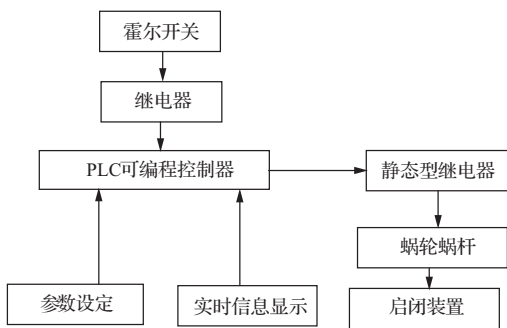 霍尔开关
继电器
PLC可编程控制器
静态型继电器
蜗轮蜗杆
参数设定
实时信息显示
启闭装置